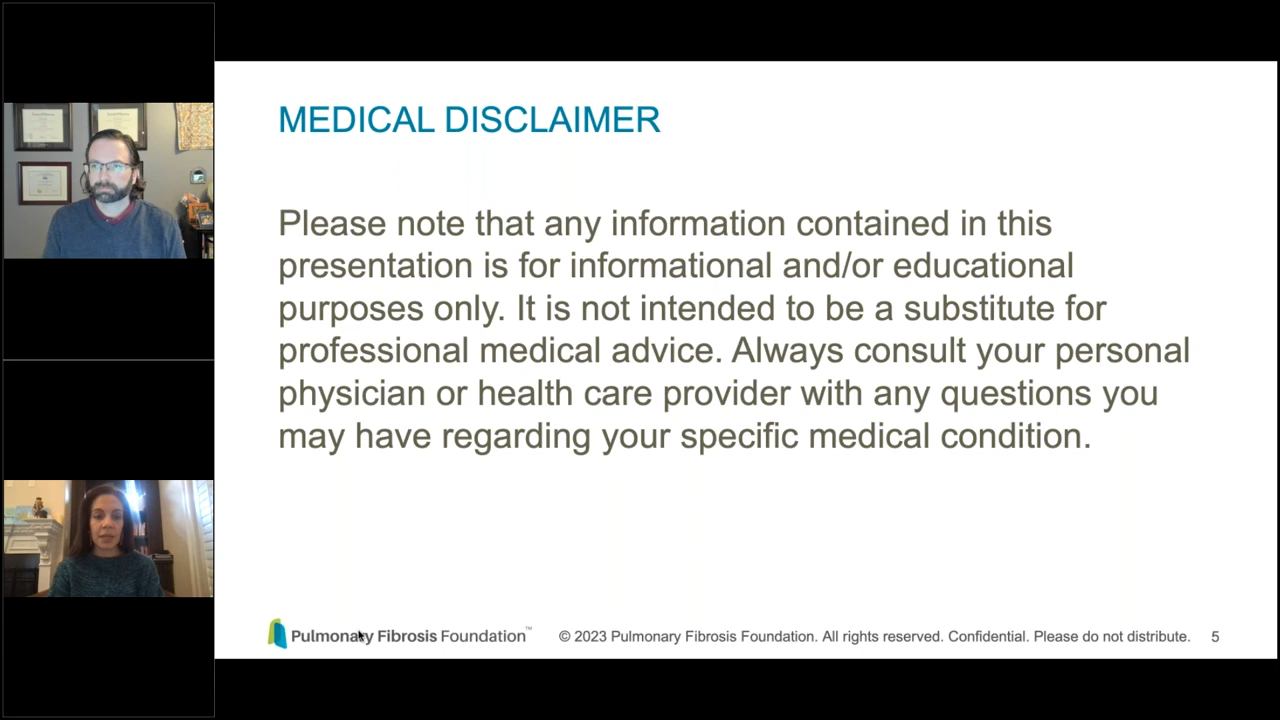 MEDICAL DISCLAIMER
Please note that any information contained in this
presentation is for informational and/or educational
purposes only. It is not intended to be a substitute for
professional medical advice. Always consult your personal
physician or health care provider with any questions you
may have regarding your specific medical condition.
Pulmonary Fibrosis Foundation™ © 2023 Pulmonary Fibrosis Foundation. All rights reserved. Confidential. Please do not distribute. 5